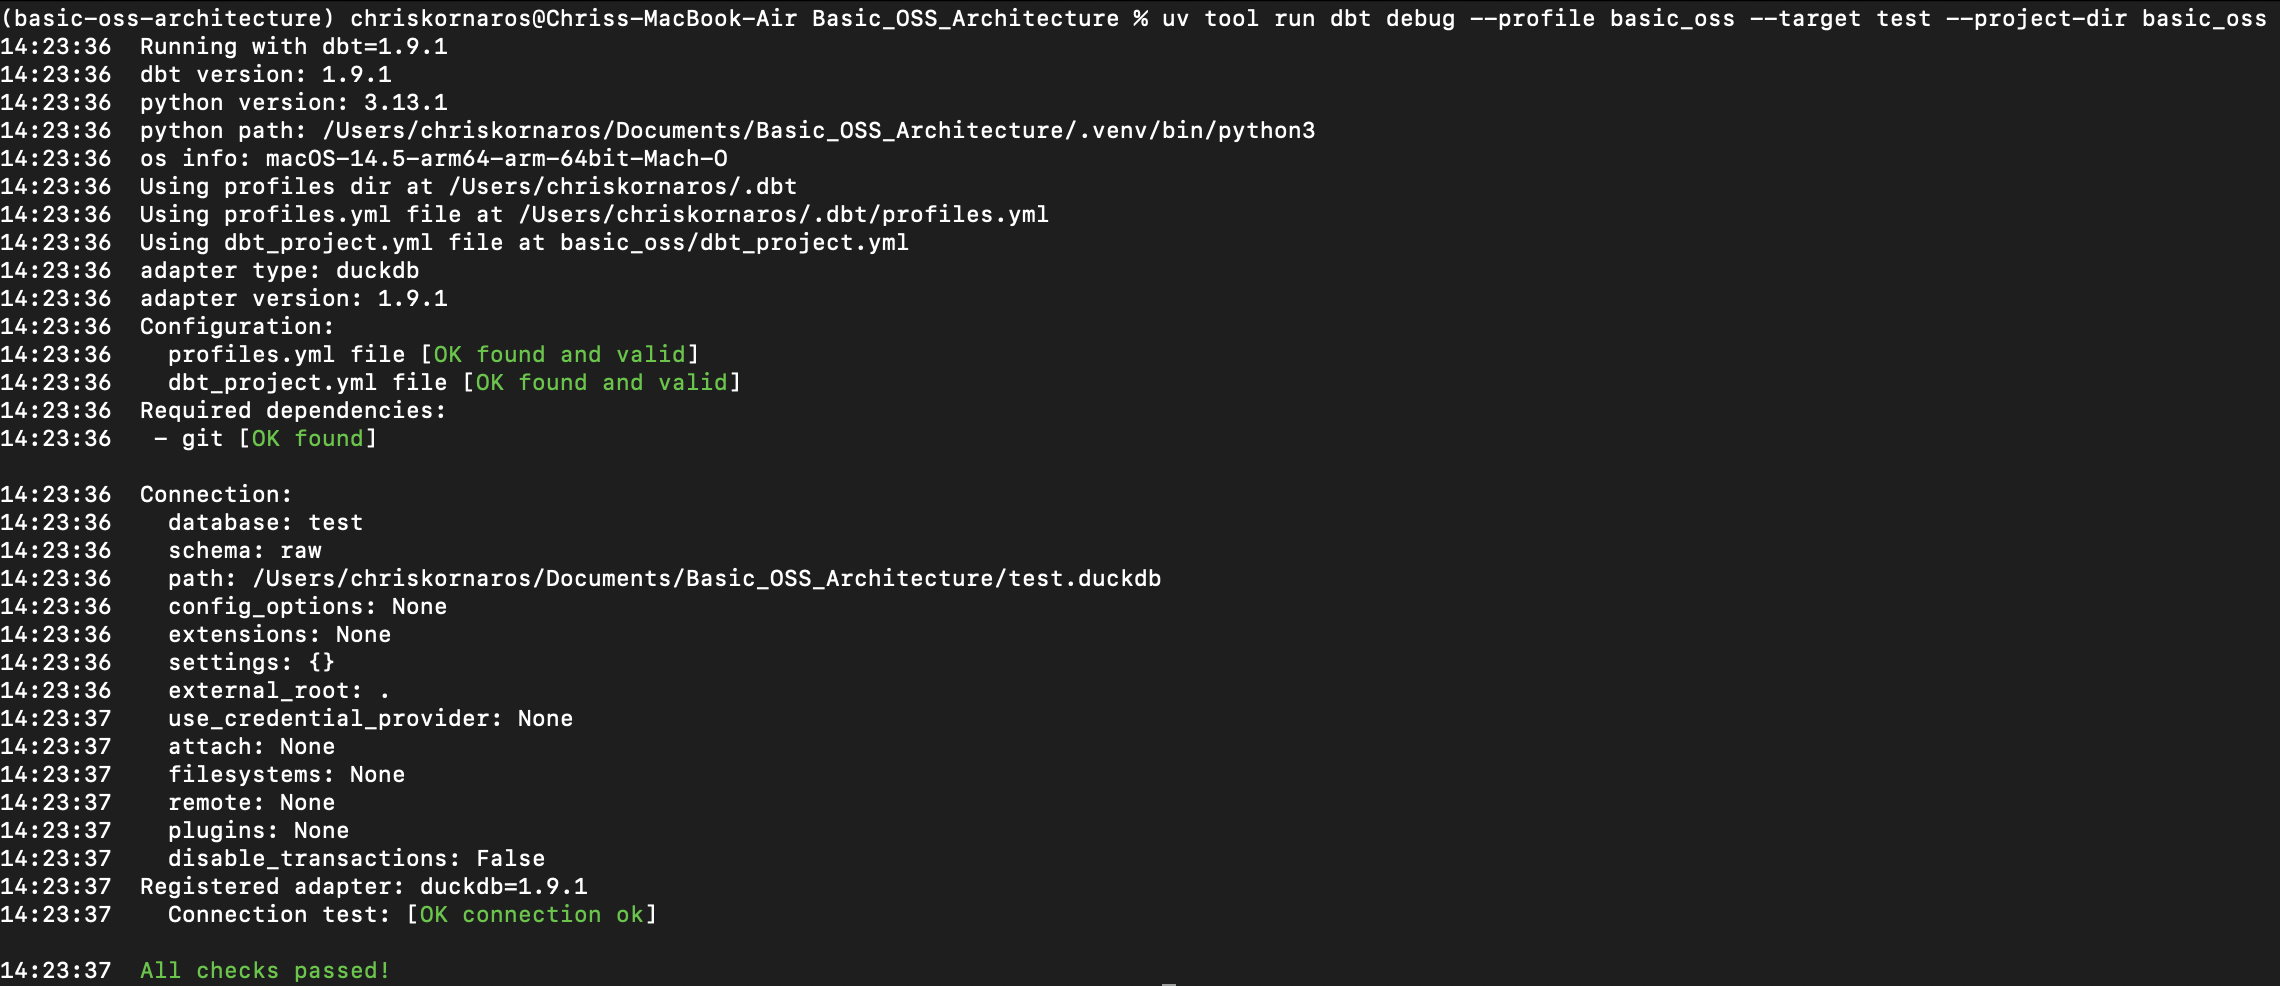 (basic-oss-architecture) chriskornaros@Chriss-MacBook-Air Basic_OSS_Architecture % uv tool run dbt debug --profile basic_oss --target test --project-dir basic_oss
14:23:36  Running with dbt=1.9.1
14:23:36  dbt version: 1.9.1
14:23:36  python version: 3.13.1
14:23:36  python path: /Users/chriskornaros/Documents/Basic_OSS_Architecture/.venv/bin/python3
14:23:36  os info: macOS-14.5-arm64-arm-64bit-Mach-O
14:23:36  Using profiles dir at /Users/chriskornaros/.dbt
14:23:36  Using profiles.yml file at /Users/chriskornaros/.dbt/profiles.yml
14:23:36  Using dbt_project.yml file at basic_oss/dbt_project.yml
14:23:36  adapter type: duckdb
14:23:36  adapter version: 1.9.1
14:23:36  Configuration:
14:23:36    profiles.yml file [OK found and valid]
14:23:36    dbt_project.yml file [OK found and valid]
14:23:36  Required dependencies:
14:23:36   - git [OK found]
14:23:36  Connection:
14:23:36    database: test
14:23:36    schema: raw
14:23:36    path: /Users/chriskornaros/Documents/Basic_OSS_Architecture/test.duckdb
14:23:36    config_options: None
14:23:36    extensions: None
14:23:36    settings: {}
14:23:36    external_root: .
14:23:37    use_credential_provider: None
14:23:37    attach: None
14:23:37    filesystems: None
14:23:37    remote: None
14:23:37    plugins: None
14:23:37    disable_transactions: False
14:23:37  Registered adapter: duckdb=1.9.1
14:23:37    Connection test: [OK connection ok]
14:23:37  All checks passed!